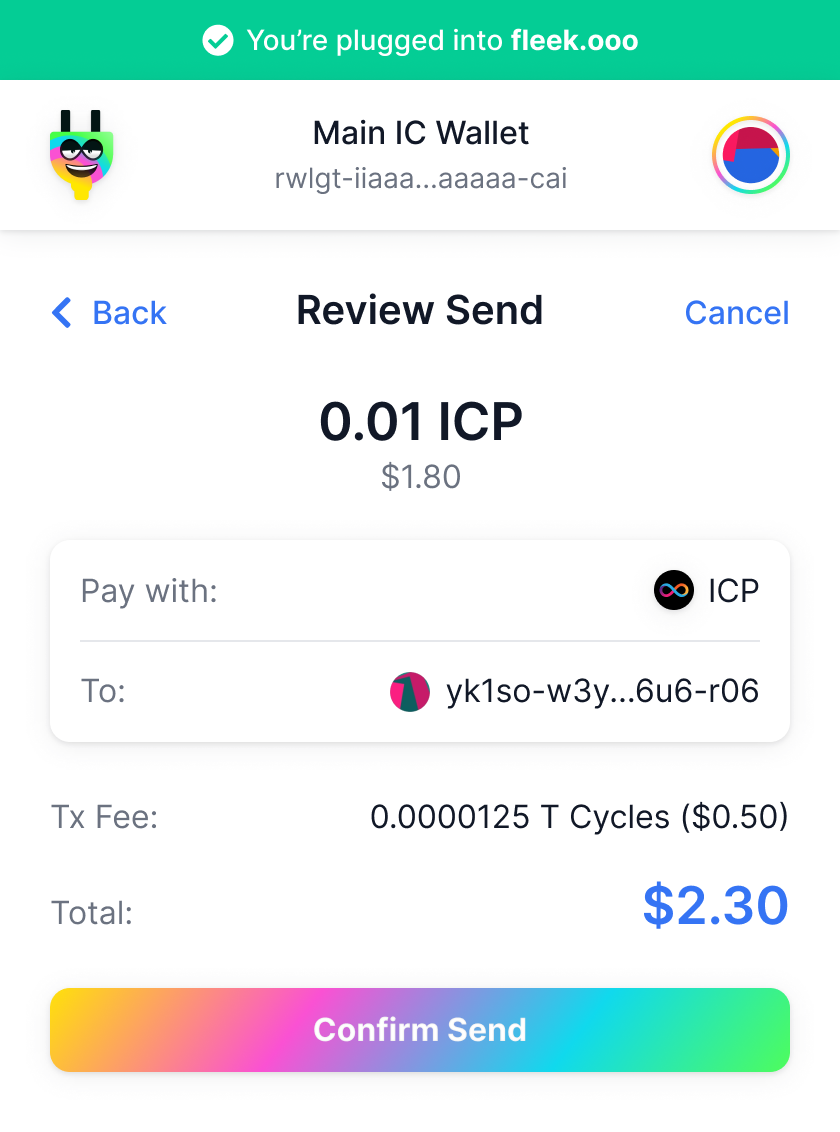 You’re plugged into fleek.ooo
Main IC Wallet
rwlgt-iiaaa...aaaaa-cai
Back
Review Send
Cancel
0.01 ICP
$1.80
Pay with:
ICP
To:
yk1so-w3y...6u6-r06
Tx Fee:
0.0000125 T Cycles ($0.50)
Total:
$2.30
Confirm Send